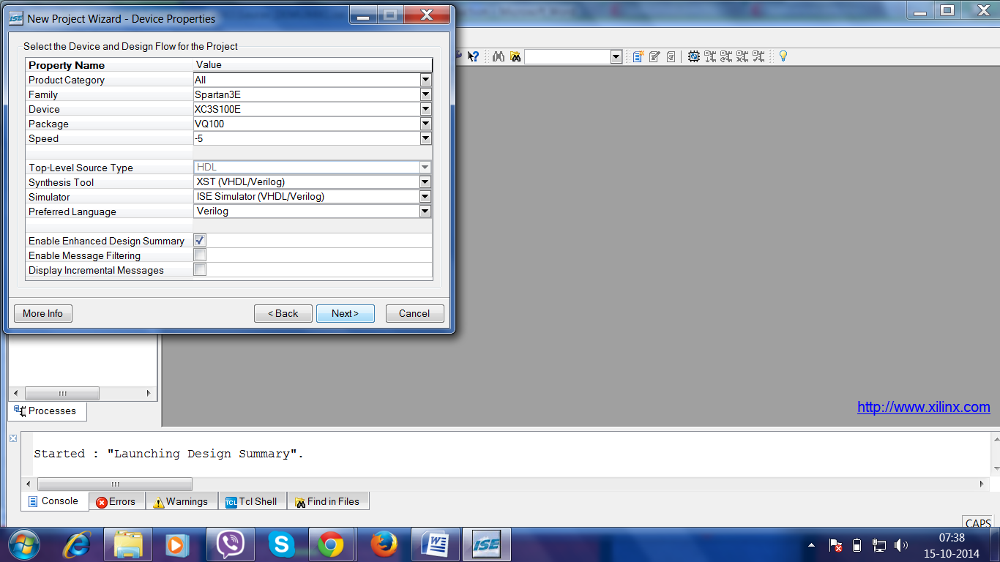 ISE New Project Wizard - Device Properties
Select the Device and Design Flow for the Project
Property Name Value
Product Category All
Family Spartan3E
Device XC3S100E
Package VQ100
Speed -5
Top-Level Source Type HDL
Synthesis Tool XST (VHDL/Verilog)
Simulator ISE Simulator (VHDL/Verilog)
Preferred Language Verilog
Enable Enhanced Design Summary
Enable Message Filtering
Display Incremental Messages
More Info < Back Next > Cancel
Processes
http://www.xilinx.com
Started : "Launching Design Summary".
Console Errors Warnings TCL Tcl Shell Find in Files
CAPS
ISE
07:38
15-10-2014